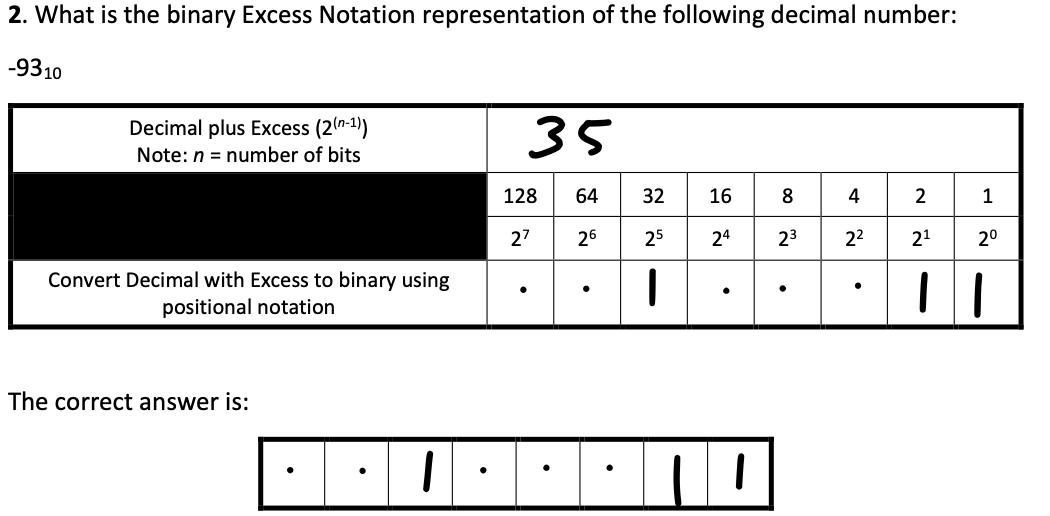 2. What is the binary Excess Notation representation of the following decimal number:
-93₁₀
Decimal plus Excess (2⁽ⁿ⁻¹⁾)
Note: n = number of bits
35
128 64 32 16 8 4 2 1
2⁷ 2⁶ 2⁵ 2⁴ 2³ 2² 2¹ 2⁰
Convert Decimal with Excess to binary using
positional notation
· · 1 · · · 1 1
The correct answer is:
· · 1 · · · 1 1